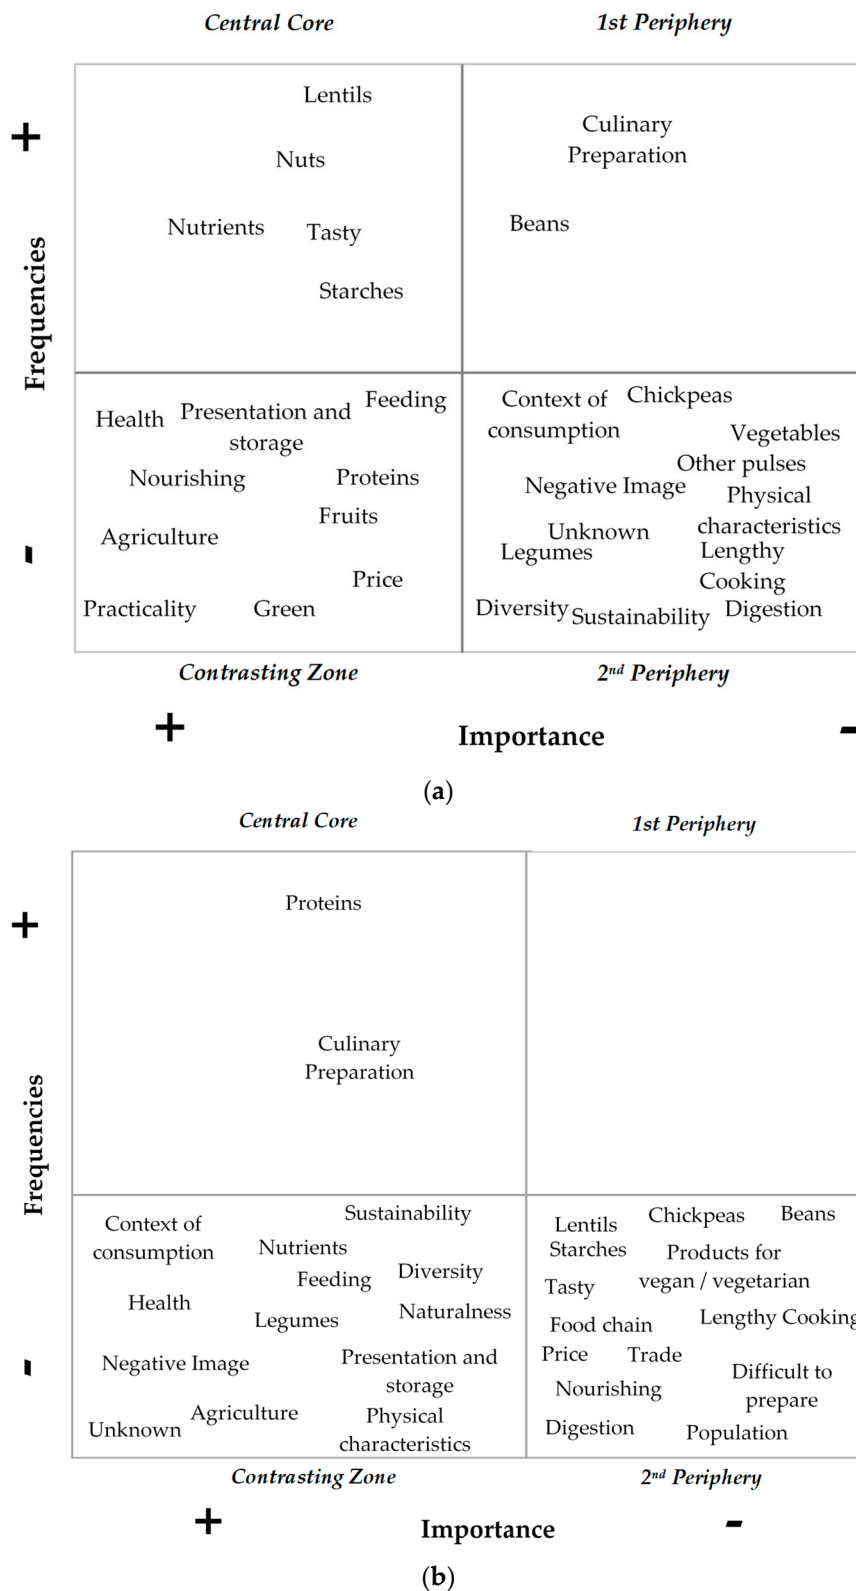 Central Core
1st Periphery
Lentils
Culinary
Preparation
+
Nuts
Nutrients
Tasty
Beans
Starches
Frequencies
Health
Presentation and
storage
Feeding
Nourishing
Proteins
Fruits
Agriculture
Price
Practicality
Green
Context of
consumption
Chickpeas
Vegetables
Other pulses
Negative Image
Physical
characteristics
Unknown
Legumes
Lengthy
Cooking
Diversity
Sustainability
Digestion
-
Contrasting Zone
2nd Periphery
+
Importance
-
(a)
Central Core
1st Periphery
Proteins
+
Culinary
Preparation
Frequencies
Context of
consumption
Sustainability
Nutrients
Feeding
Diversity
Health
Legumes
Naturalness
Negative Image
Presentation and
storage
Unknown
Agriculture
Physical
characteristics
Lentils
Chickpeas
Beans
Starches
Products for
vegan / vegetarian
Tasty
Food chain
Lengthy Cooking
Price
Trade
Nourishing
Difficult to
prepare
Digestion
Population
-
Contrasting Zone
2nd Periphery
+
Importance
-
(b)